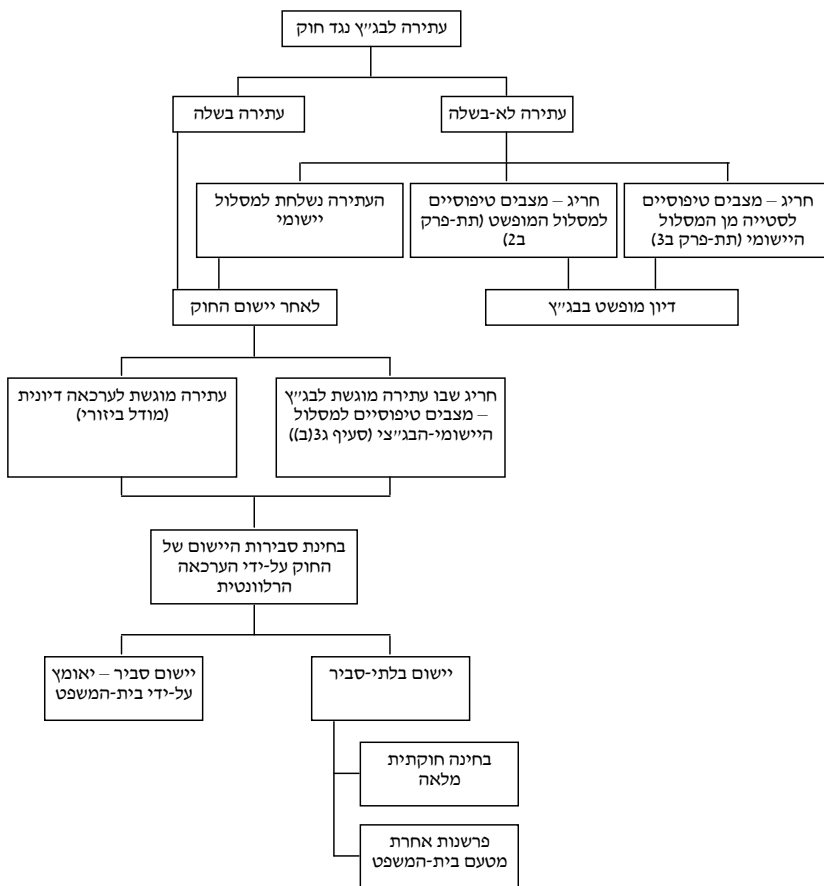 עתירה לבג״ץ נגד חוק
עתירה לא-בשלה
עתירה בשלה
חריג – מצבים טיפוסיים
לסטייה מן המסלול
היישומי (תת-פרק ב3)
חריג – מצבים טיפוסיים
למסלול המופשט (תת-פרק
ב2)
העתירה נשלחת למסלול
יישומי
דיון מופשט בבג״ץ
לאחר יישום החוק
חריג שבו עתירה מוגשת לבג״ץ
– מצבים טיפוסיים למסלול
היישומי-הבג״צי (סעיף ג3(ב))
עתירה מוגשת לערכאה דיונית
(מודל ביזורי)
בחינת סבירות היישום של
החוק על-ידי הערכאה
הרלוונטית
יישום בלתי-סביר
יישום סביר – יאומץ
על-ידי בית-המשפט
בחינה חוקתית
מלאה
פרשנות אחרת
מטעם בית-המשפט